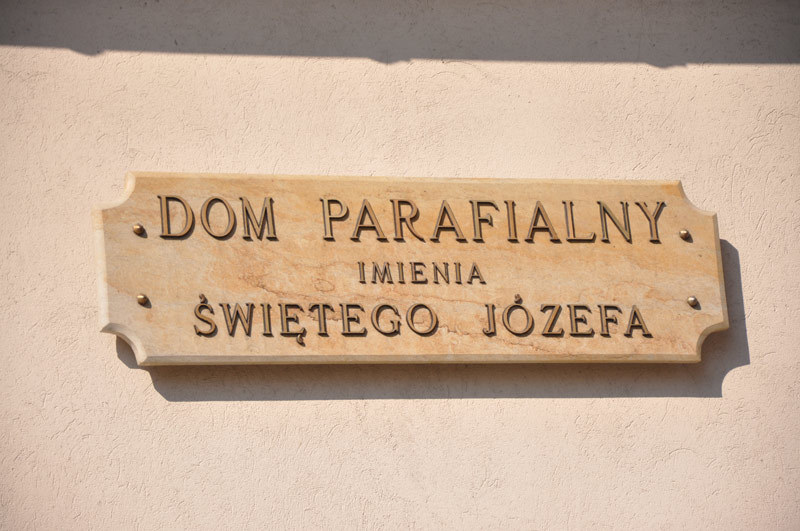 DOM PARAFIALNY
IMIENIA
ŚWIĘTEGO JÓZEFA